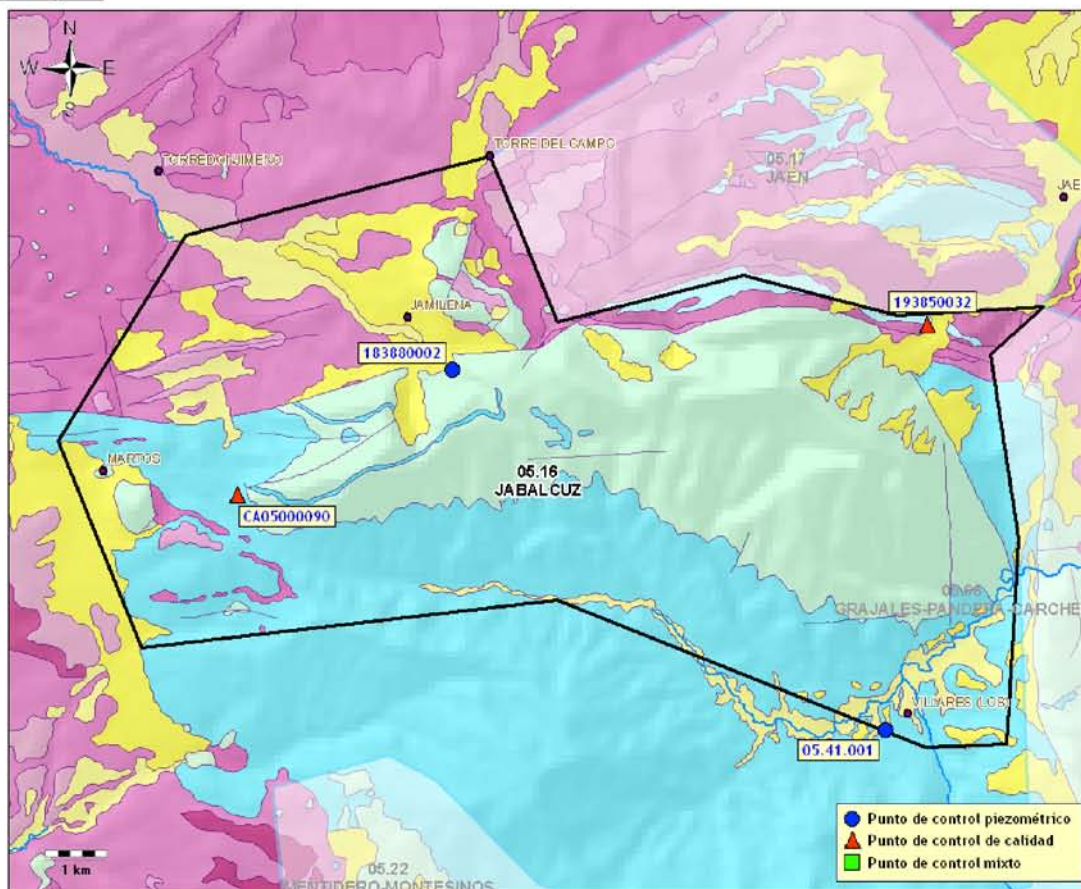 N
W E
S
TORREDONJIMENO
TORRE DEL CAMPO
05.17
JAEN
JAE
193850032
JAMILENA
183880002
MARTOS
05.16
JABALCUZ
CA05000090
GRAJALES-PANDERA-CARCHE
VILLARES (LOS)
05.41.001
Punto de control piezométrico
Punto de control de calidad
Punto de control mixto
1 km
05.22
MENTIDERO-MONTESINOS